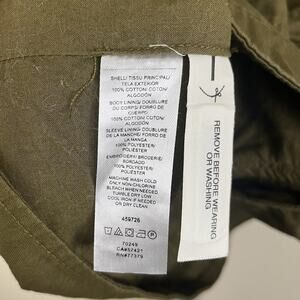 SHELL/ TISSU PRINCIPAL/
TELA EXTERIOR
100% COTTON/ COTON/
ALGODÓN
BODY LINING/ DOUBLURE
DU CORPS/ FORRO DE
CUERPO
100% COTTON/ COTON/
ALGODÓN
SLEEVE LINING/ DOUBLURE
DE LA MANCHE/ FORRO DE
LA MANGA
100% POLYESTER/
POLIÉSTER
EMBROIDERY/ BRODERIE/
BORDADO
100% POLYESTER/
POLIÉSTER
MACHINE WASH COLD
ONLY NON-CHLORINE
BLEACH WHEN NEEDED
TUMBLE DRY LOW
COOL IRON IF NEEDED
OR DRY CLEAN
459726
70249
CA#52431
RN#77379
REMOVE BEFORE WEARING
OR WASHING